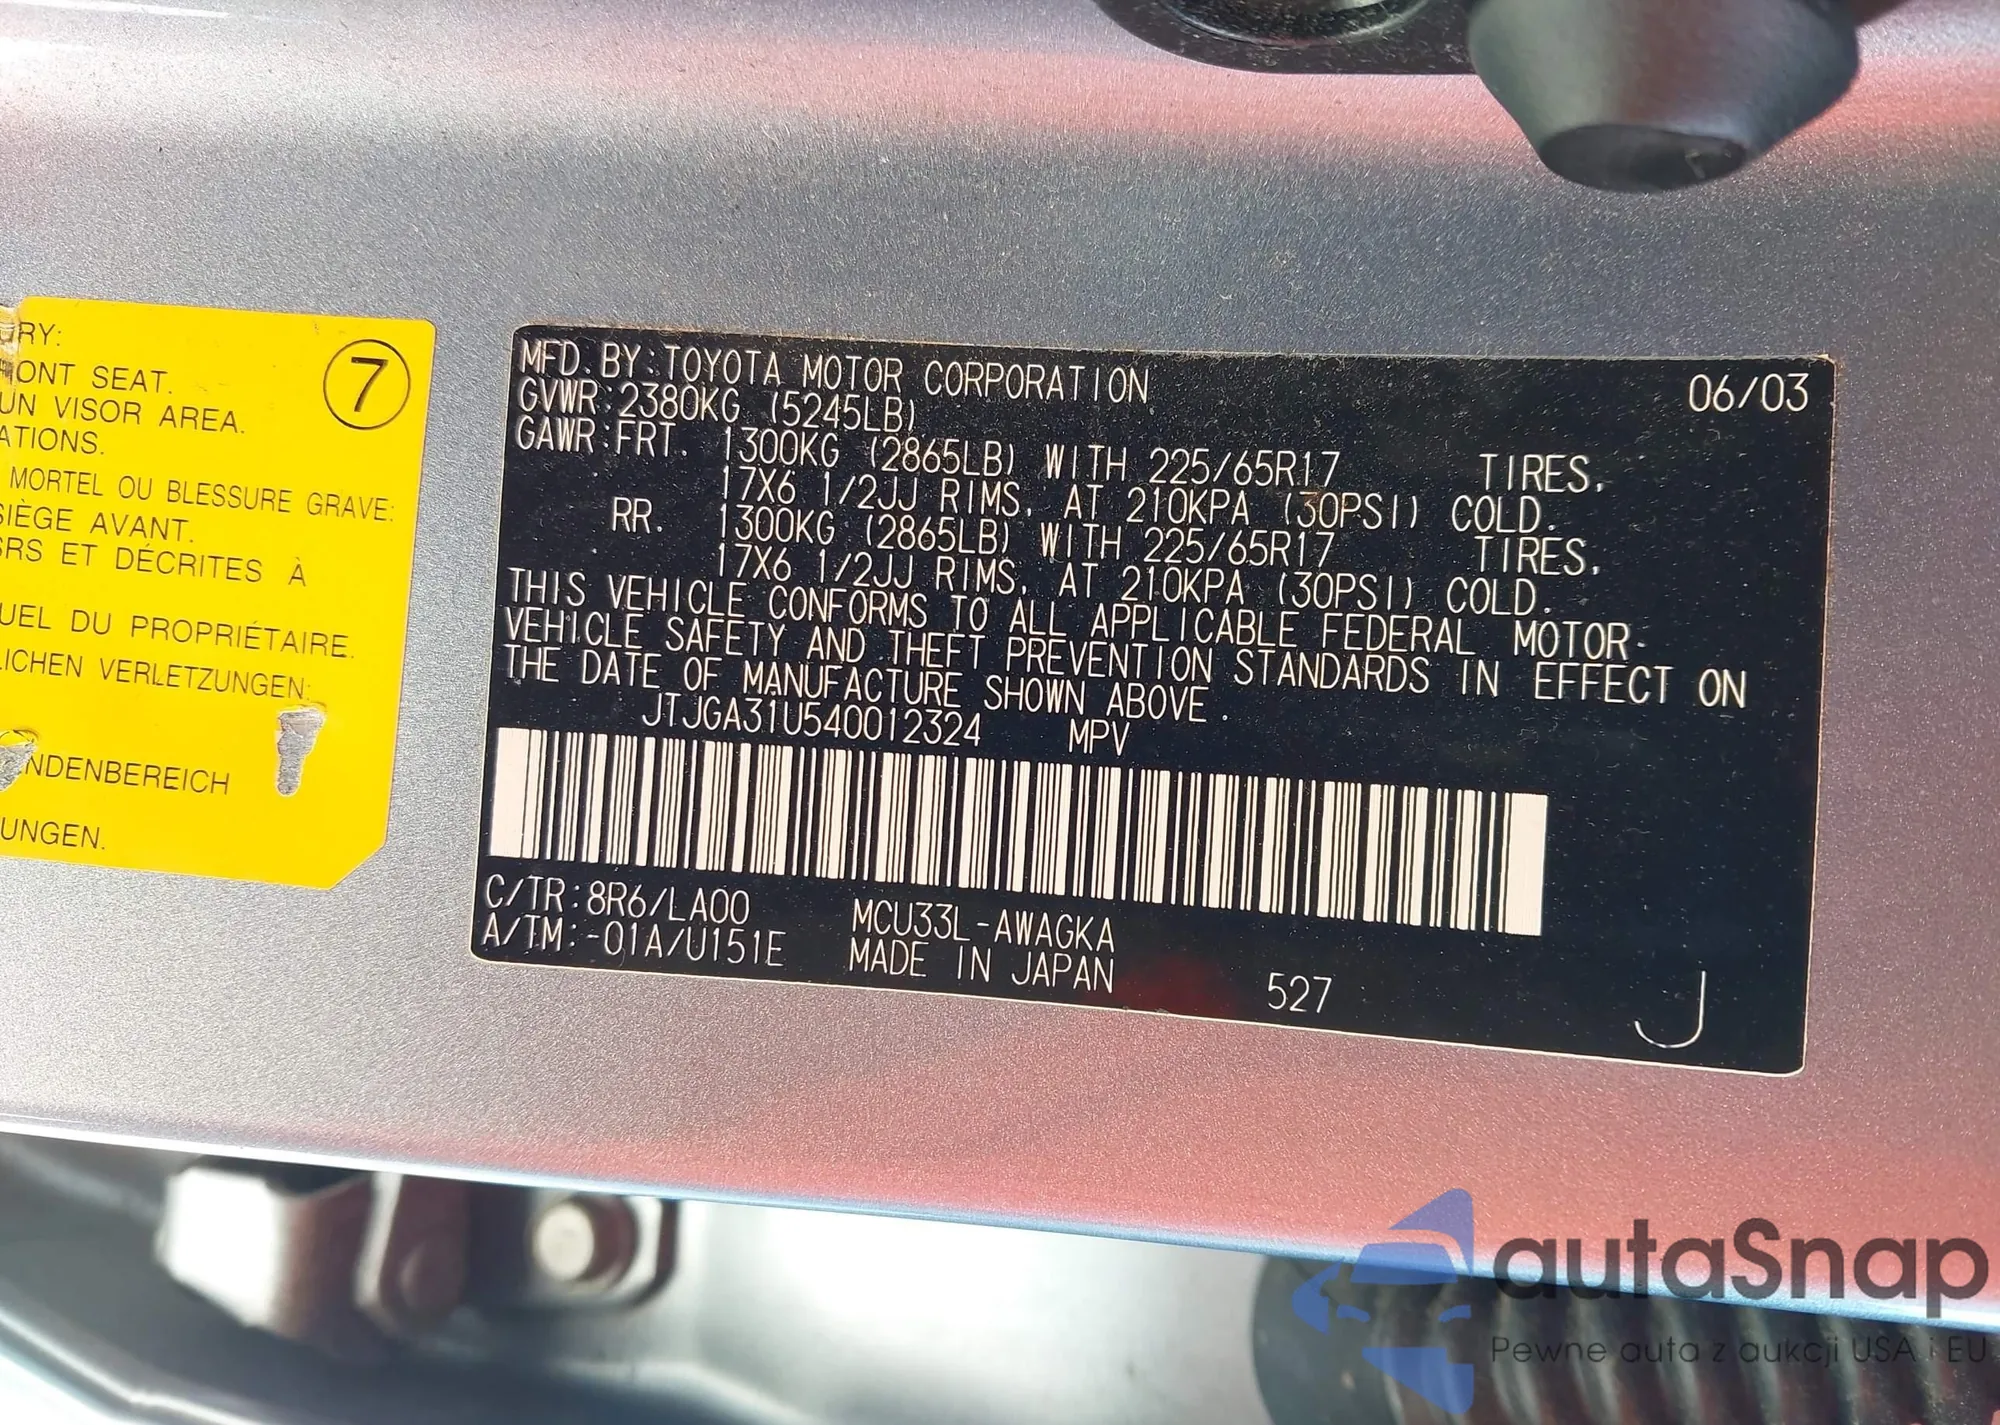 URY:
ONT SEAT.
UN VISOR AREA.
ATIONS.
MORTEL OU BLESSURE GRAVE:
SIÈGE AVANT.
SRS ET DÉCRITES À
UEL DU PROPRIÉTAIRE.
LICHEN VERLETZUNGEN:
ENDENBEREICH
UNGEN.
7
MFD. BY:TOYOTA MOTOR CORPORATION 06/03
GVWR:2380KG (5245LB)
GAWR:FRT. 1300KG (2865LB) WITH 225/65R17 TIRES,
17X6 1/2JJ RIMS, AT 210KPA (30PSI) COLD.
RR. 1300KG (2865LB) WITH 225/65R17 TIRES,
17X6 1/2JJ RIMS, AT 210KPA (30PSI) COLD.
THIS VEHICLE CONFORMS TO ALL APPLICABLE FEDERAL MOTOR-
VEHICLE SAFETY AND THEFT PREVENTION STANDARDS IN EFFECT ON
THE DATE OF MANUFACTURE SHOWN ABOVE.
JTJGA31U540012324 MPV
C/TR:8R6/LA00 MCU33L-AWAGKA
A/TM:-01A/U151E MADE IN JAPAN
527
J
autaSnap
Pewne auta z aukcji USA i EU